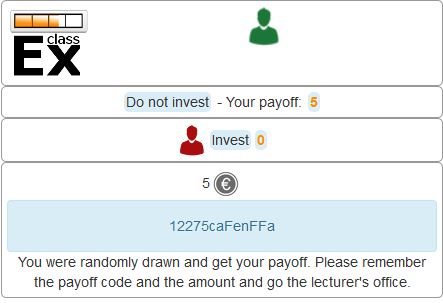 class
Ex
Do not invest - Your payoff: 5
Invest 0
5 €
12275caFenFFa
You were randomly drawn and get your payoff. Please remember
the payoff code and the amount and go the lecturer's office.